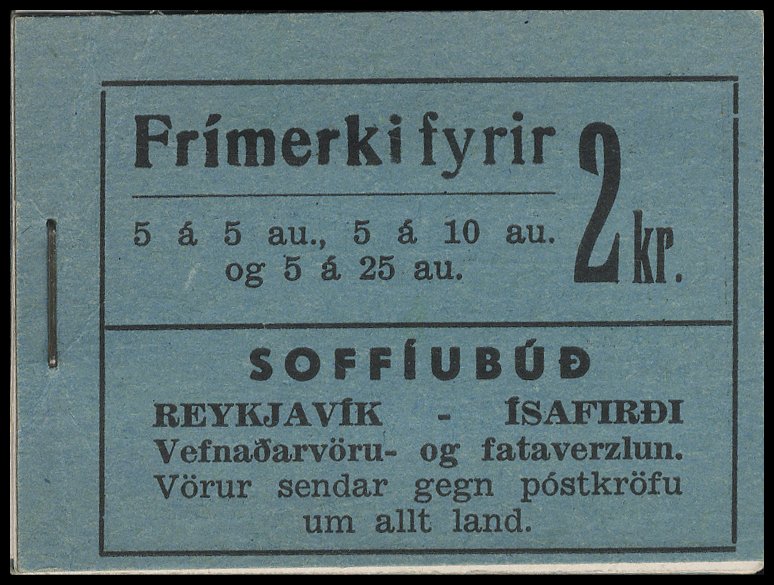 Frímerki fyrir 2 kr.
5 á 5 au., 5 á 10 au.
og 5 á 25 au.
SOFFÍUBÚÐ
REYKJAVÍK - ÍSAFIRÐI
Vefnaðarvöru- og fataverzlun.
Vörur sendar gegn póstkröfu
um allt land.